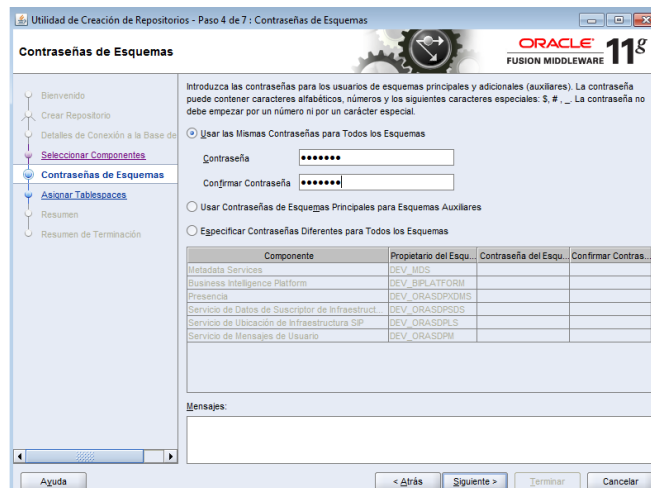 Utilidad de Creación de Repositorios - Paso 4 de 7 : Contraseñas de Esquemas
Contraseñas de Esquemas
ORACLE
FUSION MIDDLEWARE 11g
Bienvenido
Crear Repositorio
Detalles de Conexión a la Base de
Seleccionar Componentes
Contraseñas de Esquemas
Asignar Tablespaces
Resumen
Resumen de Terminación
Introduzca las contraseñas para los usuarios de esquemas principales y adicionales (auxiliares). La contraseña
puede contener caracteres alfabéticos, números y los siguientes caracteres especiales: $, # , _. La contraseña no
debe empezar por un número ni por un carácter especial.
Usar las Mismas Contraseñas para Todos los Esquemas
Contraseña
Confirmar Contraseña
Usar Contraseñas de Esquemas Principales para Esquemas Auxiliares
Especificar Contraseñas Diferentes para Todos los Esquemas
Componente Propietario del Esqu... Contraseña del Esqu... Confirmar Contras...
Metadata Services DEV_MDS
Business Intelligence Platform DEV_BIPLATFORM
Presencia DEV_ORASDPXDMS
Servicio de Datos de Suscriptor de Infraestruct... DEV_ORASDPSDS
Servicio de Ubicación de Infraestructura SIP DEV_ORASDPLS
Servicio de Mensajes de Usuario DEV_ORASDPM
Mensajes:
Ayuda < Atrás Siguiente > Terminar Cancelar